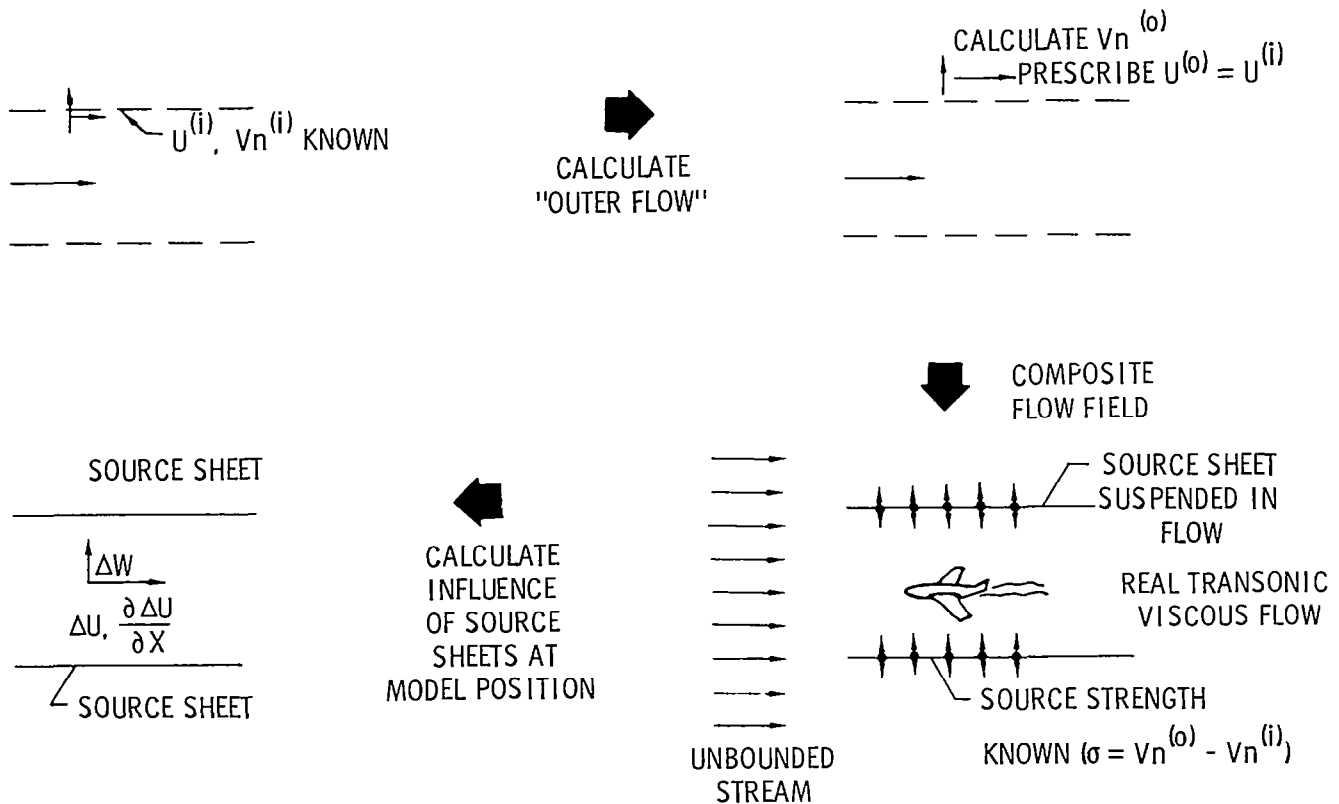 U^(i), Vn^(i) KNOWN
CALCULATE
"OUTER FLOW"
CALCULATE Vn^(o)
PRESCRIBE U^(o) = U^(i)
COMPOSITE
FLOW FIELD
SOURCE SHEET
SUSPENDED IN
FLOW
REAL TRANSONIC
VISCOUS FLOW
SOURCE STRENGTH
KNOWN (σ = Vn^(o) - Vn^(i))
UNBOUNDED
STREAM
CALCULATE
INFLUENCE
OF SOURCE
SHEETS AT
MODEL POSITION
SOURCE SHEET
ΔW
ΔU, ∂ΔU/∂X
SOURCE SHEET